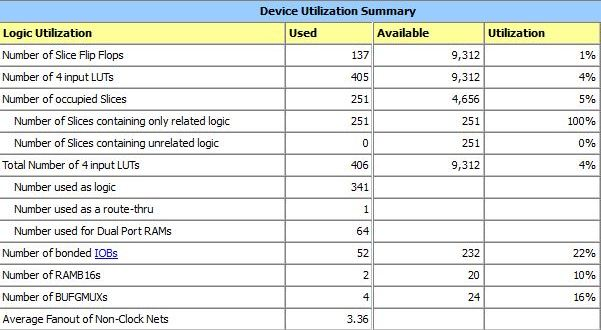 Device Utilization Summary
Logic Utilization Used Available Utilization
Number of Slice Flip Flops 137 9,312 1%
Number of 4 input LUTs 405 9,312 4%
Number of occupied Slices 251 4,656 5%
Number of Slices containing only related logic 251 251 100%
Number of Slices containing unrelated logic 0 251 0%
Total Number of 4 input LUTs 406 9,312 4%
Number used as logic 341
Number used as a route-thru 1
Number used for Dual Port RAMs 64
Number of bonded IOBs 52 232 22%
Number of RAMB16s 2 20 10%
Number of BUFGMUXs 4 24 16%
Average Fanout of Non-Clock Nets 3.36